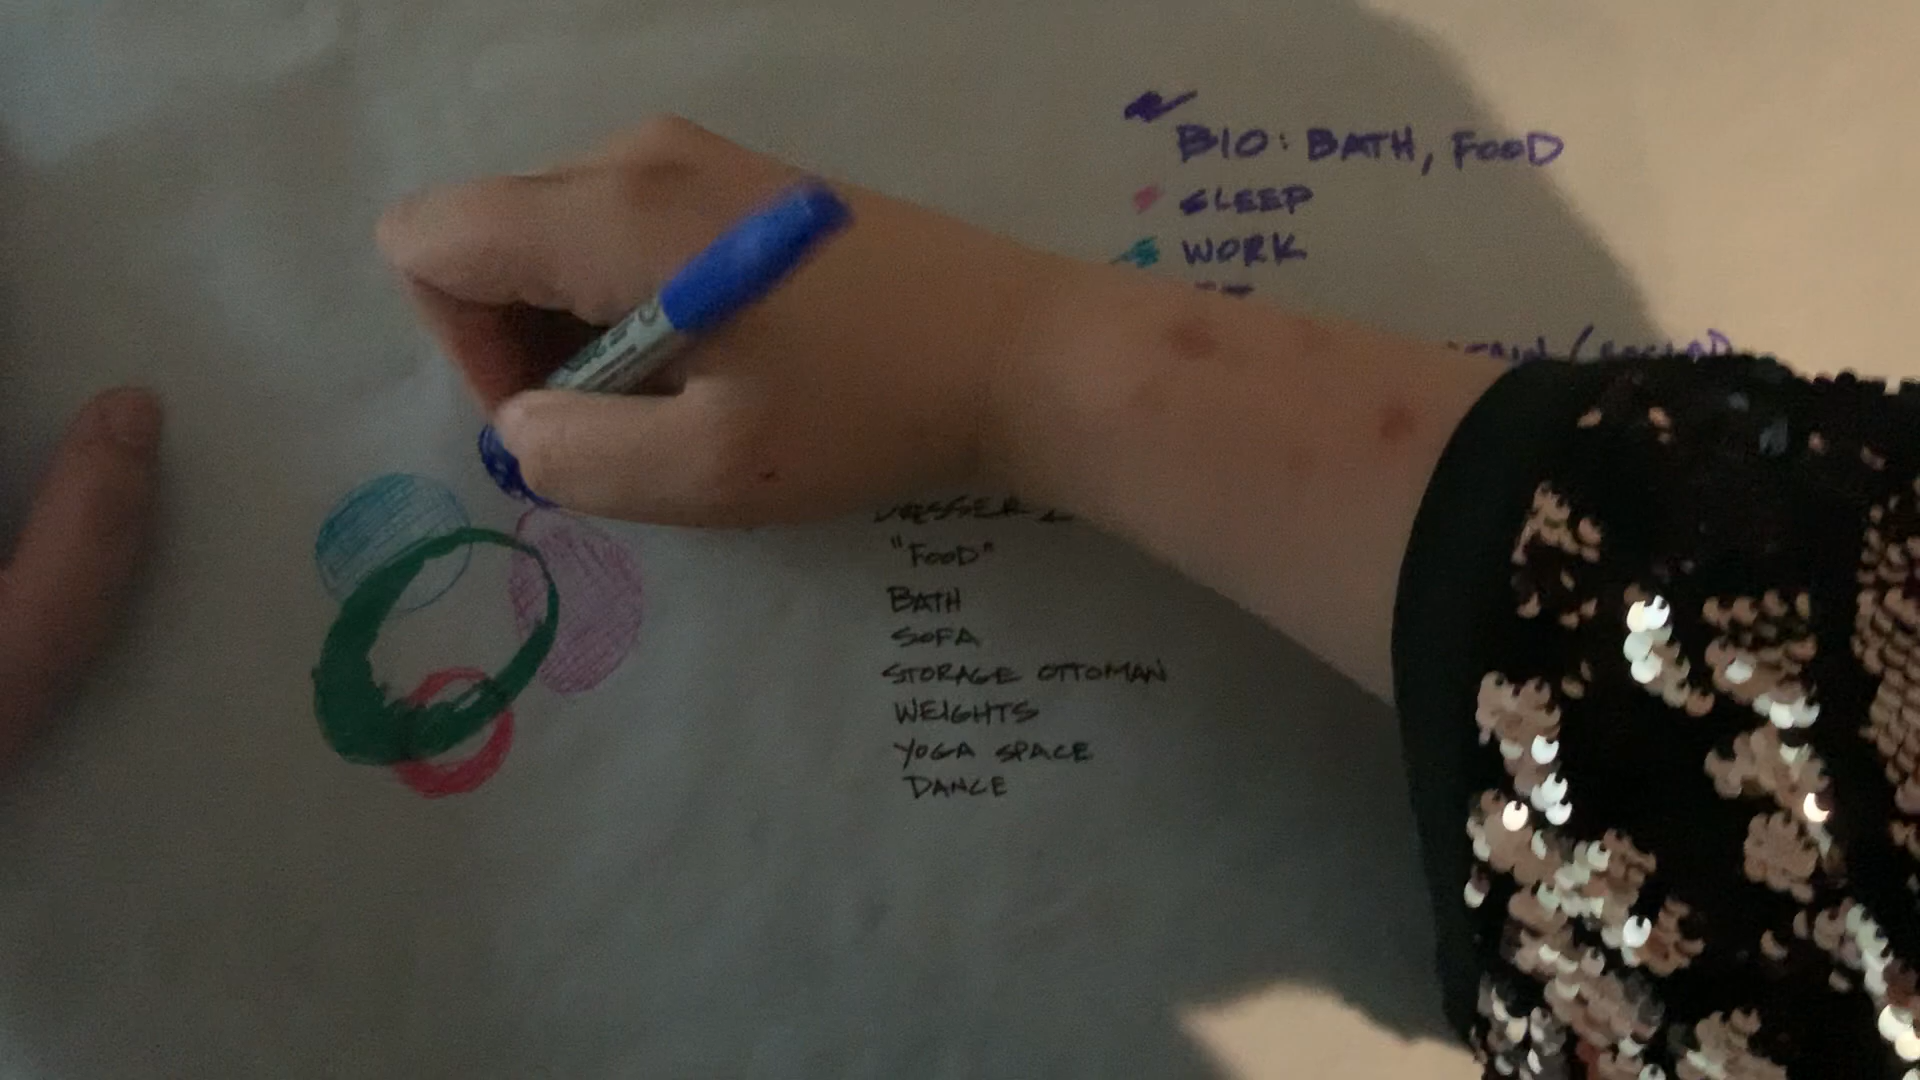 BIO: BATH, FOOD
SLEEP
WORK
"FOOD"
BATH
SOFA
STORAGE OTTOMAN
WEIGHTS
YOGA SPACE
DANCE